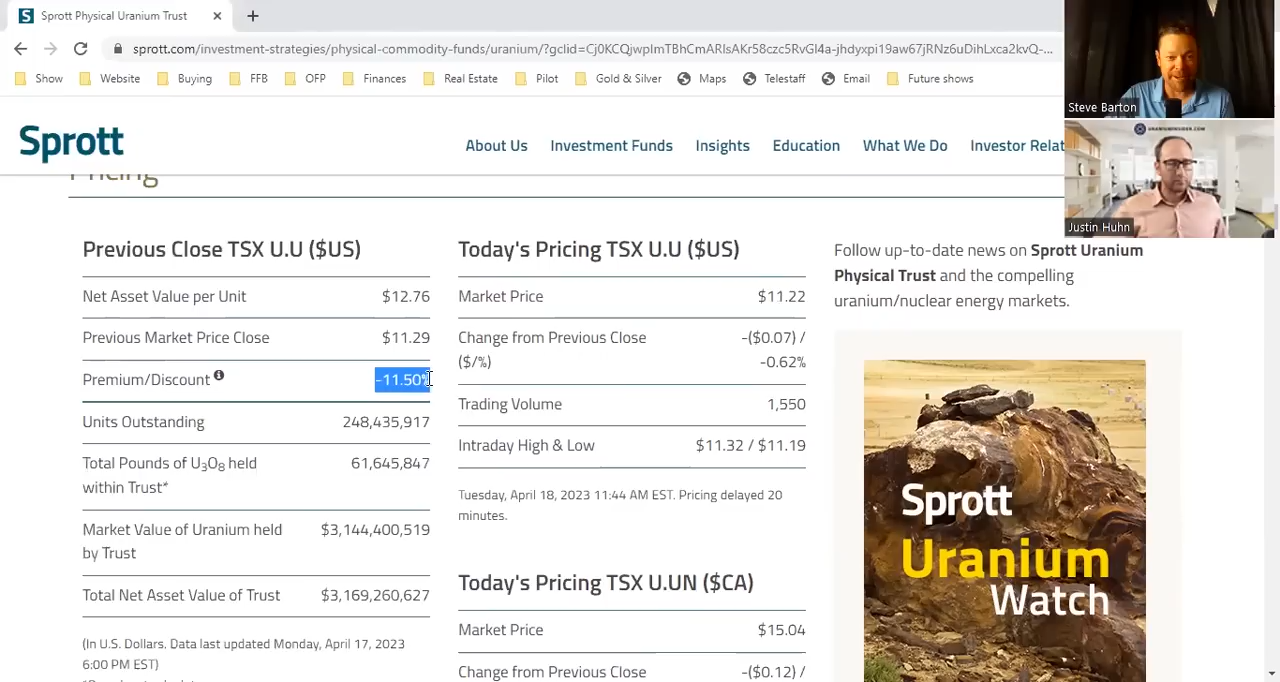 Sprott Physical Uranium Trust
sprott.com/investment-strategies/physical-commodity-funds/uranium/?gclid=Cj0KCQjwplmTBhCmARIsAKr58czc5RvGl4a-jhdyxpi19aw67jRNz6uDihLxca2kvQ-...
Show Website Buying FFB OFP Finances Real Estate Pilot Gold & Silver Maps Telestaff Email Future shows
Steve Barton
URANIUMINSIDER.COM
Justin Huhn
Sprott
About Us Investment Funds Insights Education What We Do Investor Relat
Pricing
Previous Close TSX U.U ($US)
Net Asset Value per Unit $12.76
Previous Market Price Close $11.29
Premium/Discount -11.50%
Units Outstanding 248,435,917
Total Pounds of U3O8 held 61,645,847
within Trust*
Market Value of Uranium held $3,144,400,519
by Trust
Total Net Asset Value of Trust $3,169,260,627
(In U.S. Dollars. Data last updated Monday, April 17, 2023
6:00 PM EST)
Today's Pricing TSX U.U ($US)
Market Price $11.22
Change from Previous Close -($0.07) /
($/%) -0.62%
Trading Volume 1,550
Intraday High & Low $11.32 / $11.19
Tuesday, April 18, 2023 11:44 AM EST. Pricing delayed 20
minutes.
Today's Pricing TSX U.UN ($CA)
Market Price $15.04
Change from Previous Close -($0.12) /
Follow up-to-date news on Sprott Uranium
Physical Trust and the compelling
uranium/nuclear energy markets.
Sprott
Uranium
Watch